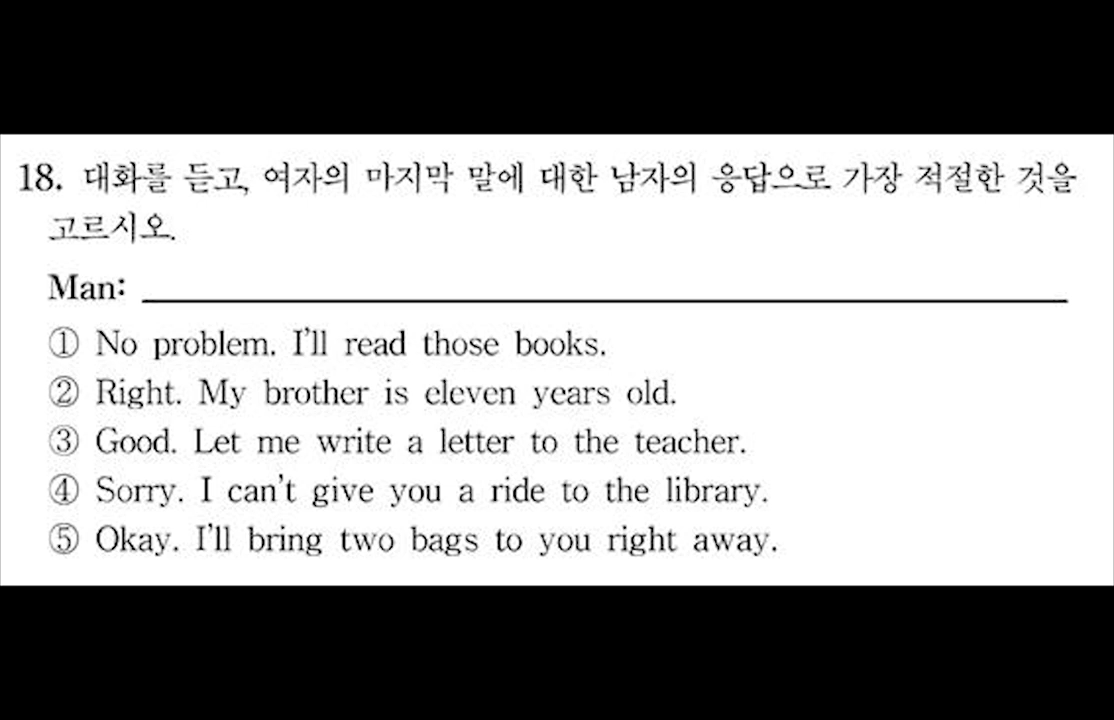 18. 대화를 듣고, 여자의 마지막 말에 대한 남자의 응답으로 가장 적절한 것을
고르시오.
Man:
① No problem. I'll read those books.
② Right. My brother is eleven years old.
③ Good. Let me write a letter to the teacher.
④ Sorry. I can't give you a ride to the library.
⑤ Okay. I'll bring two bags to you right away.